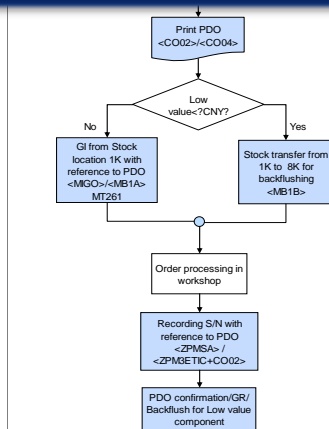 Print PDO
<CO02>/<CO04>
Low
value<?CNY?
No
Yes
GI from Stock
location 1K with
reference to PDO
<MIGO>/<MB1A>
MT261
Stock transfer from
1K to 8K for
backflushing
<MB1B>
Order processing in
workshop
Recording S/N with
reference to PDO
<ZPMSA> /
<ZPM3ETIC+CO02>
PDO confirmation/GR/
Backflush for Low value
component